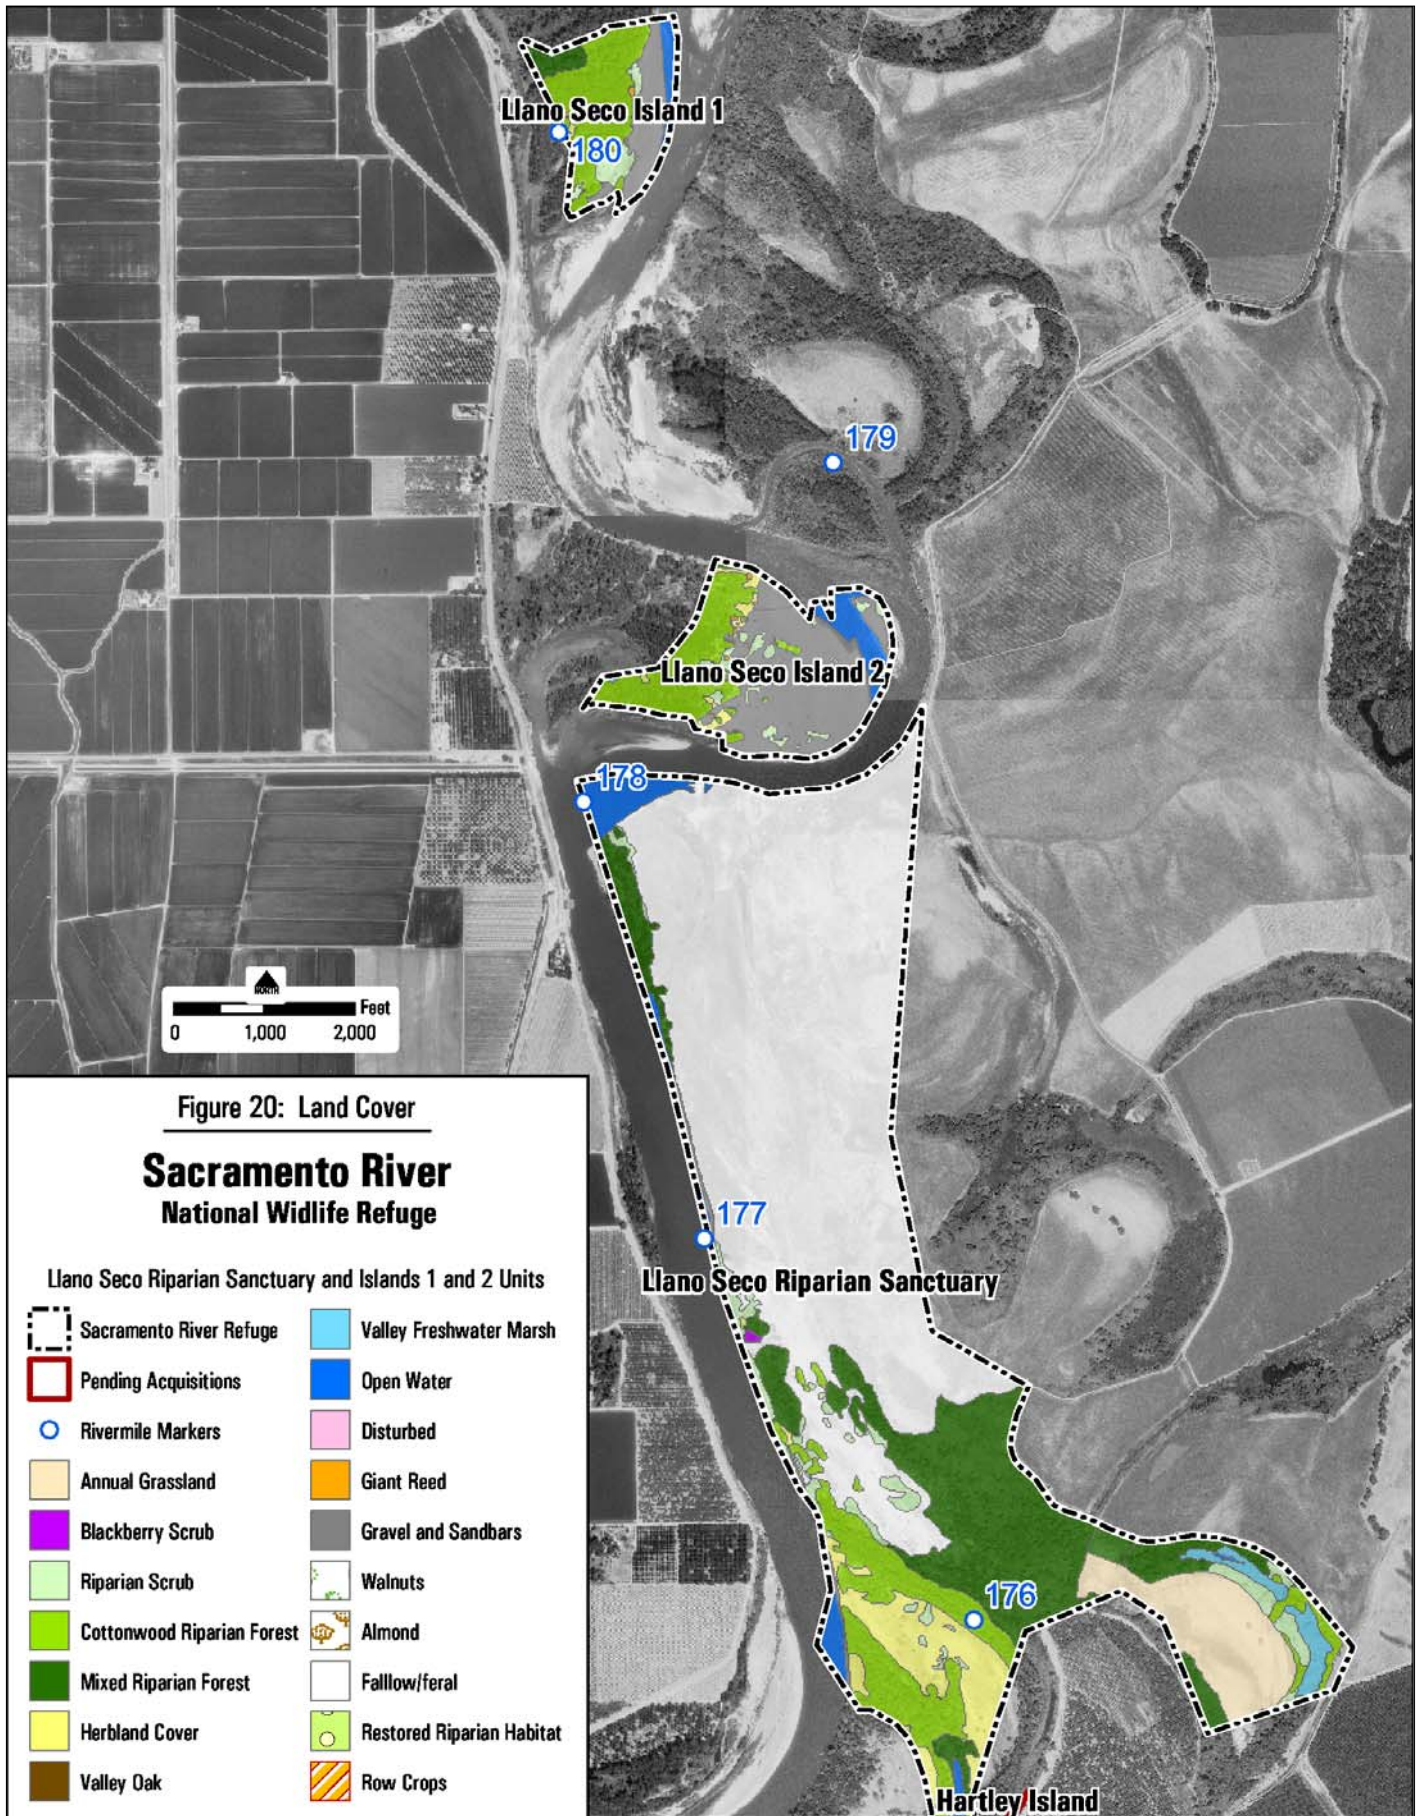 Llano Seco Island 1
180
179
Llano Seco Island 2
178
NORTH
Feet
0 1,000 2,000
177
Llano Seco Riparian Sanctuary
176
Hartley Island
Figure 20: Land Cover
Sacramento River
National Wildlife Refuge
Llano Seco Riparian Sanctuary and Islands 1 and 2 Units
Sacramento River Refuge
Pending Acquisitions
Rivermile Markers
Annual Grassland
Blackberry Scrub
Riparian Scrub
Cottonwood Riparian Forest
Mixed Riparian Forest
Herbland Cover
Valley Oak
Valley Freshwater Marsh
Open Water
Disturbed
Giant Reed
Gravel and Sandbars
Walnuts
Almond
Falllow/feral
Restored Riparian Habitat
Row Crops